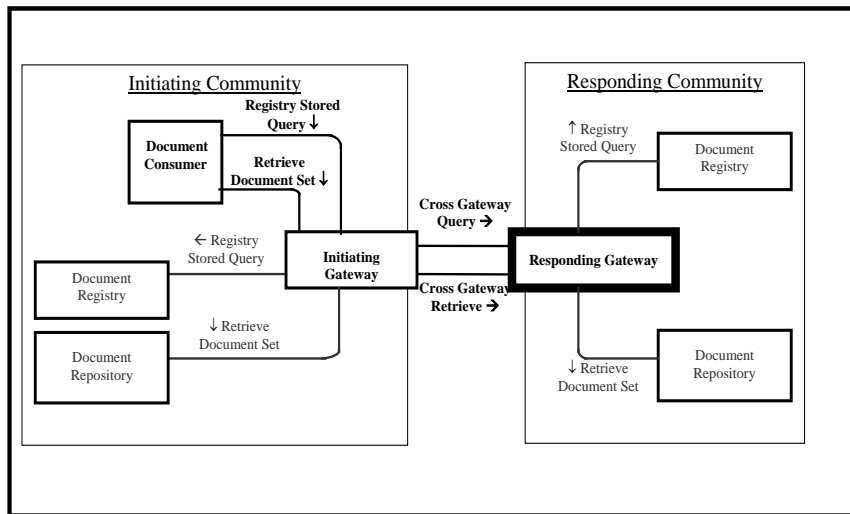 Initiating Community
Registry Stored
Query ↓
Document
Consumer
Retrieve
Document Set ↓
← Registry
Stored Query
Initiating
Gateway
Document
Registry
↓ Retrieve
Document Set
Document
Repository
Cross Gateway
Query →
Cross Gateway
Retrieve →
Responding Community
↑ Registry
Stored Query
Document
Registry
Responding Gateway
↓ Retrieve
Document Set
Document
Repository